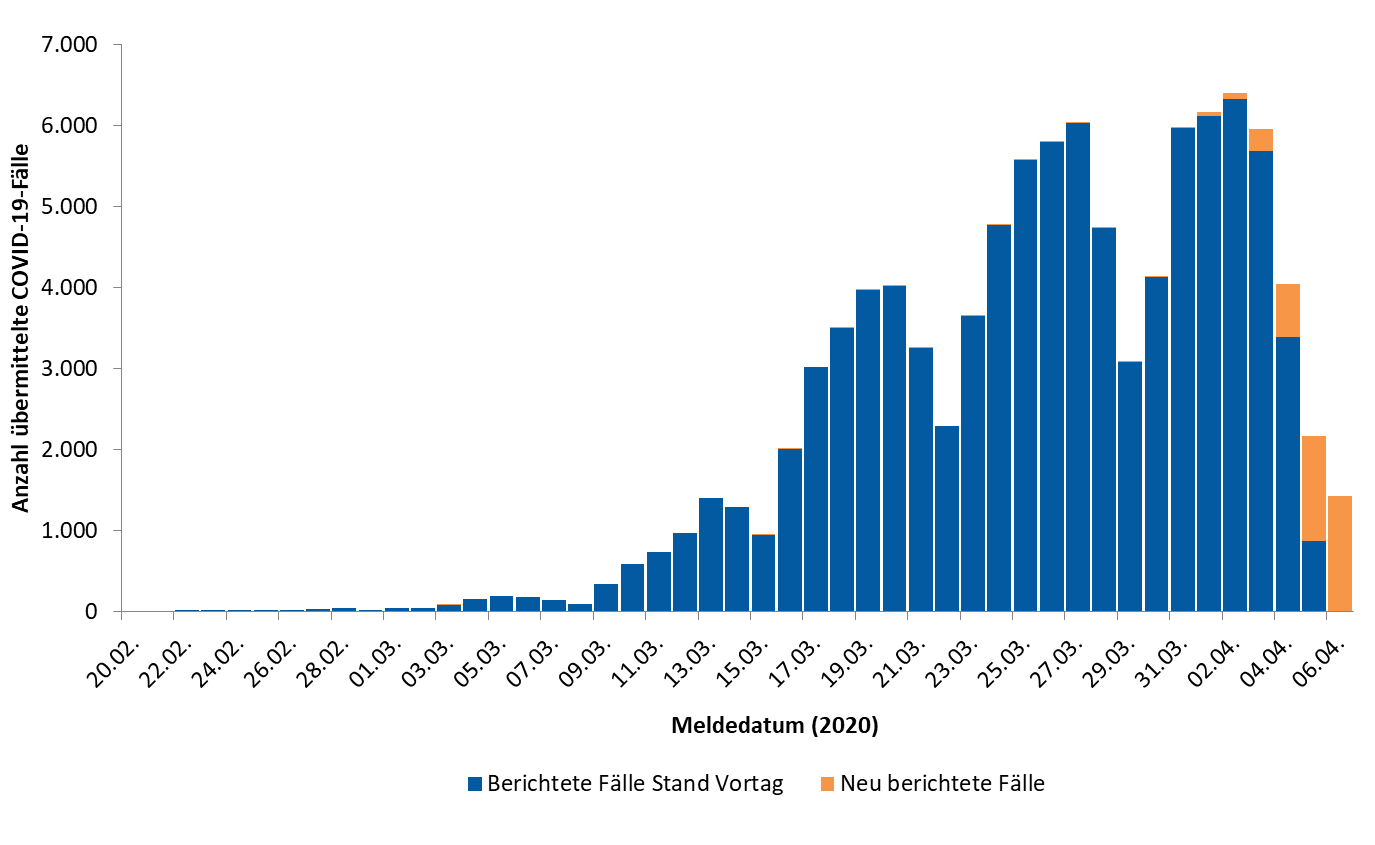 7.000
6.000
5.000
4.000
3.000
2.000
1.000
0
Anzahl übermittelte COVID-19-Fälle
20.02. 22.02. 24.02. 26.02. 28.02. 01.03. 03.03. 05.03. 07.03. 09.03. 11.03. 13.03. 15.03. 17.03. 19.03. 21.03. 23.03. 25.03. 27.03. 29.03. 31.03. 02.04. 04.04. 06.04.
Meldedatum (2020)
Berichtete Fälle Stand Vortag Neu berichtete Fälle